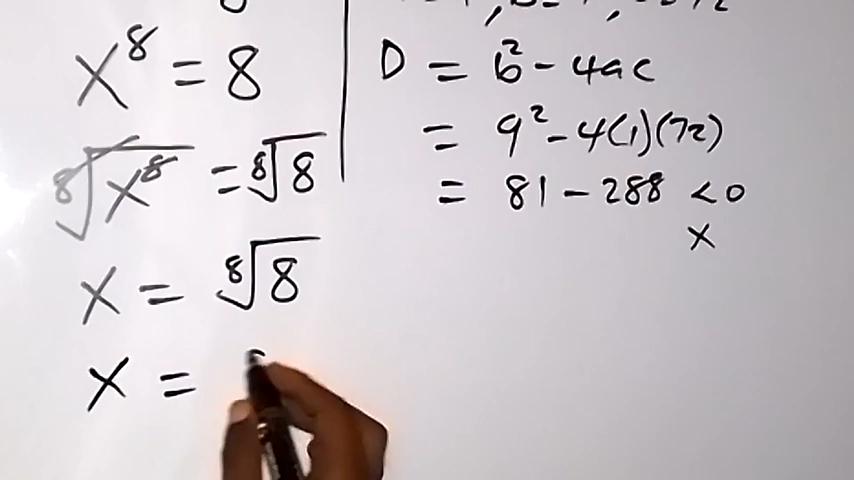 x⁸ = 8
⁸√x⁸ = ⁸√8
x = ⁸√8
x =
D = b² - 4ac
= 9² - 4(1)(72)
= 81 - 288 < 0
x